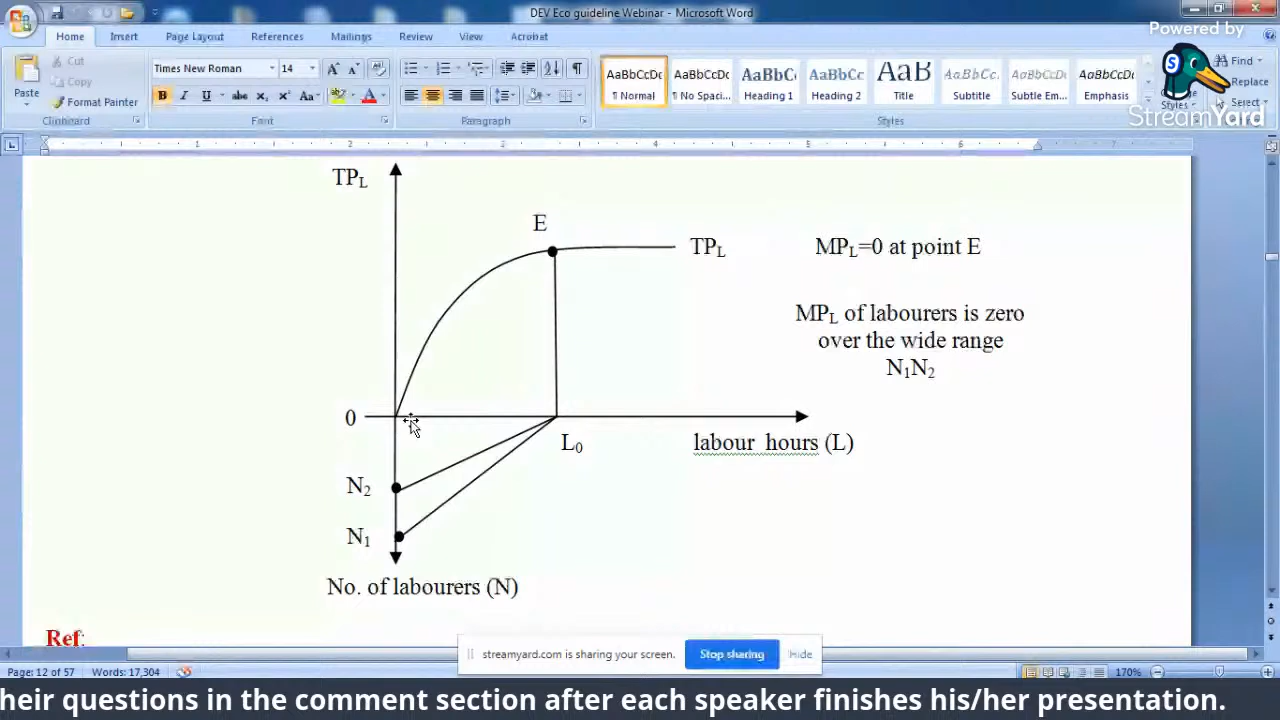 DEV Eco guideline Webinar - Microsoft Word
Powered by
StreamYard
Home Insert Page Layout References Mailings Review View Acrobat
Cut
Copy
Paste
Format Painter
Clipboard
Times New Roman 14
Font
Paragraph
AaBbCcDc AaBbCcDc AaBbC AaBbCc AaB AaBbCcL AaBbCcDc AaBbCcDc
¶ Normal ¶ No Spaci... Heading 1 Heading 2 Title Subtitle Subtle Em... Emphasis
Styles
Styles
Find
Replace
Select
TPL
E
TPL MPL=0 at point E
MPL of labourers is zero
over the wide range
N1N2
0
L0 labour hours (L)
N2
N1
No. of labourers (N)
Ref:
streamyard.com is sharing your screen. Stop sharing Hide
Page: 12 of 57 Words: 17,304 170%
heir questions in the comment section after each speaker finishes his/her presentation.